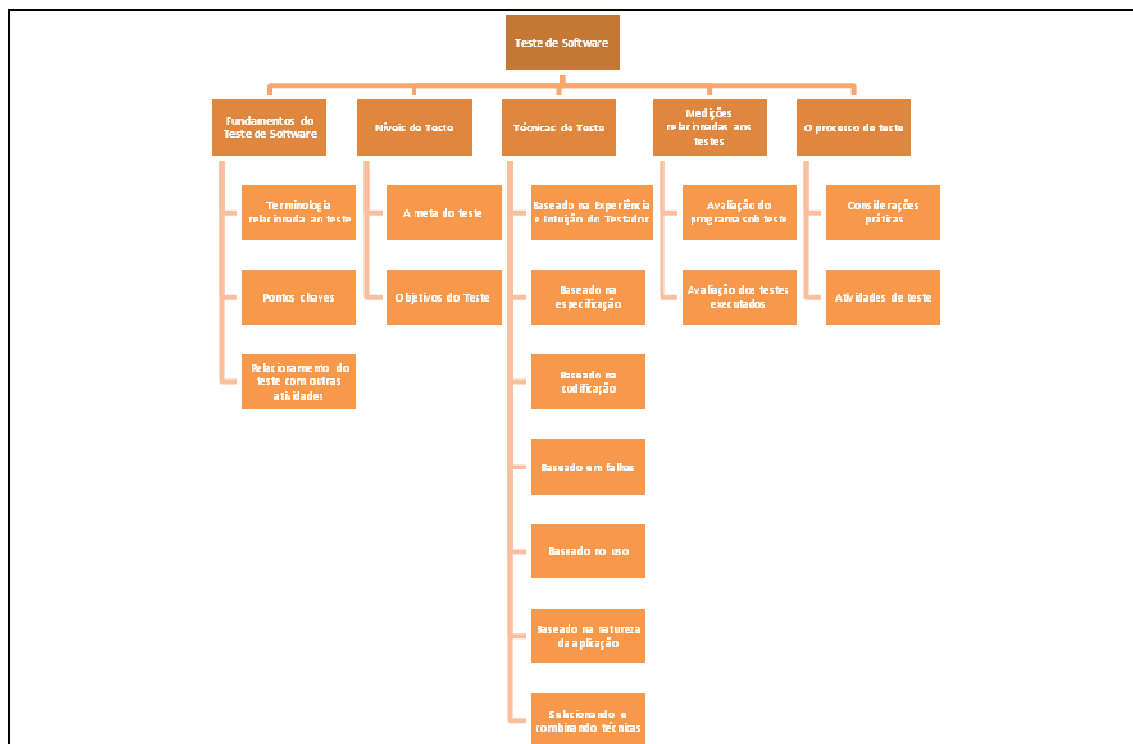 Teste de Software
Fundamentos do
Teste de Software
Níveis de Teste
Técnicas de Teste
Medições
relacionadas aos
testes
O processo de teste
Terminologia
relacionada ao teste
Pontos chaves
Relacionamento do
teste com outras
atividades
A meta do teste
Objetivos do Teste
Baseado na Experiência
e Intuição do Testador
Baseado na
especificação
Baseado na
codificação
Baseado em falhas
Baseado no uso
Baseado na natureza
da aplicação
Selecionando e
combinando técnicas
Avaliação do
programa sob teste
Avaliação dos testes
executados
Considerações
práticas
Atividades de teste